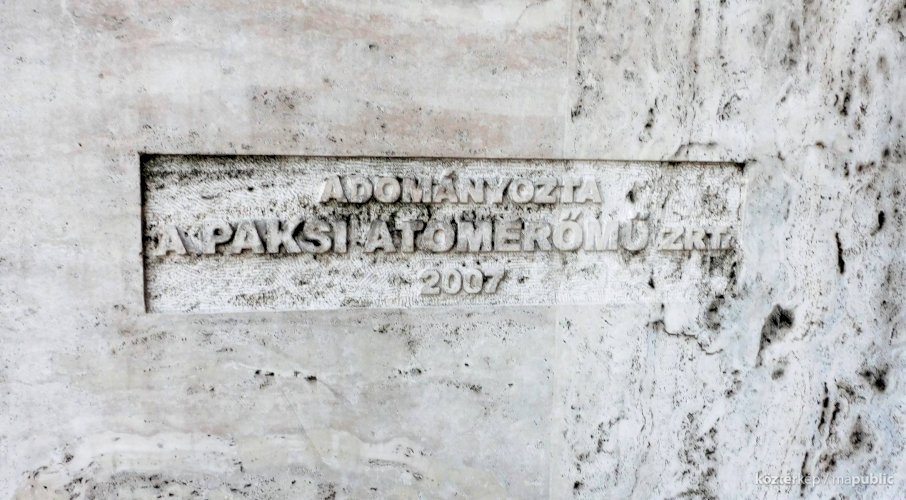 ADOMÁNYOZTA
A PAKSI ATOMERŐMŰ ZRT.
2007
köztérkép / mapublic